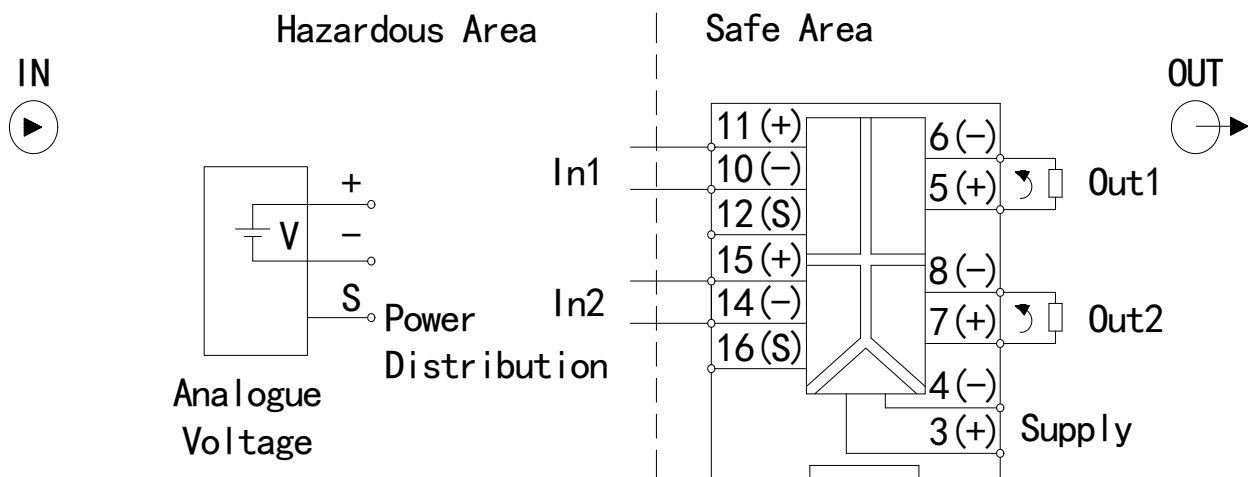 Hazardous Area
Safe Area
IN
OUT
11(+)
10(-)
12(S)
15(+)
14(-)
16(S)
6(-)
5(+)
8(-)
7(+)
4(-)
3(+)
In1
In2
Out1
Out2
Supply
+
V
-
S
Power
Distribution
Analogue
Voltage